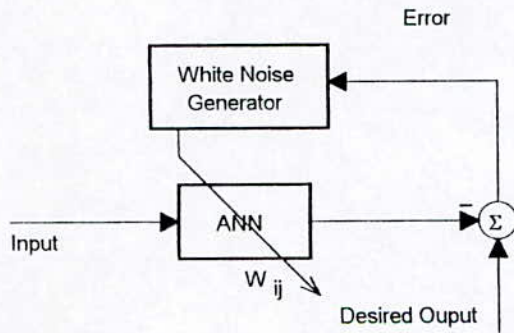 Error
White Noise
Generator
ANN
–
Σ
Input
W ij
Desired Ouput